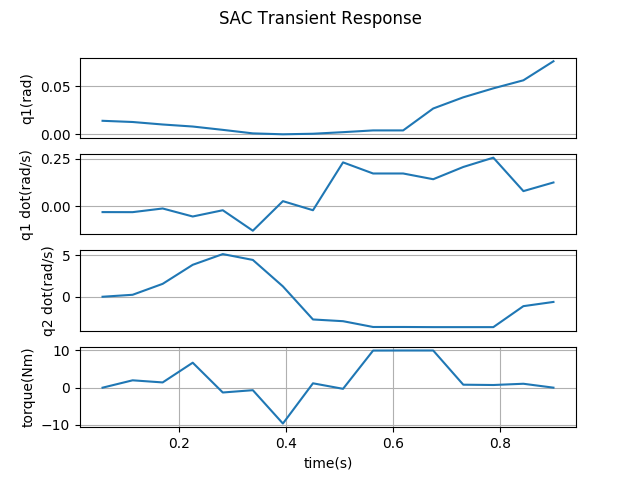 SAC Transient Response
q1(rad)
0.05
0.00
q1 dot(rad/s)
0.25
0.00
q2 dot(rad/s)
5
0
torque(Nm)
10
0
−10
0.2 0.4 0.6 0.8
time(s)